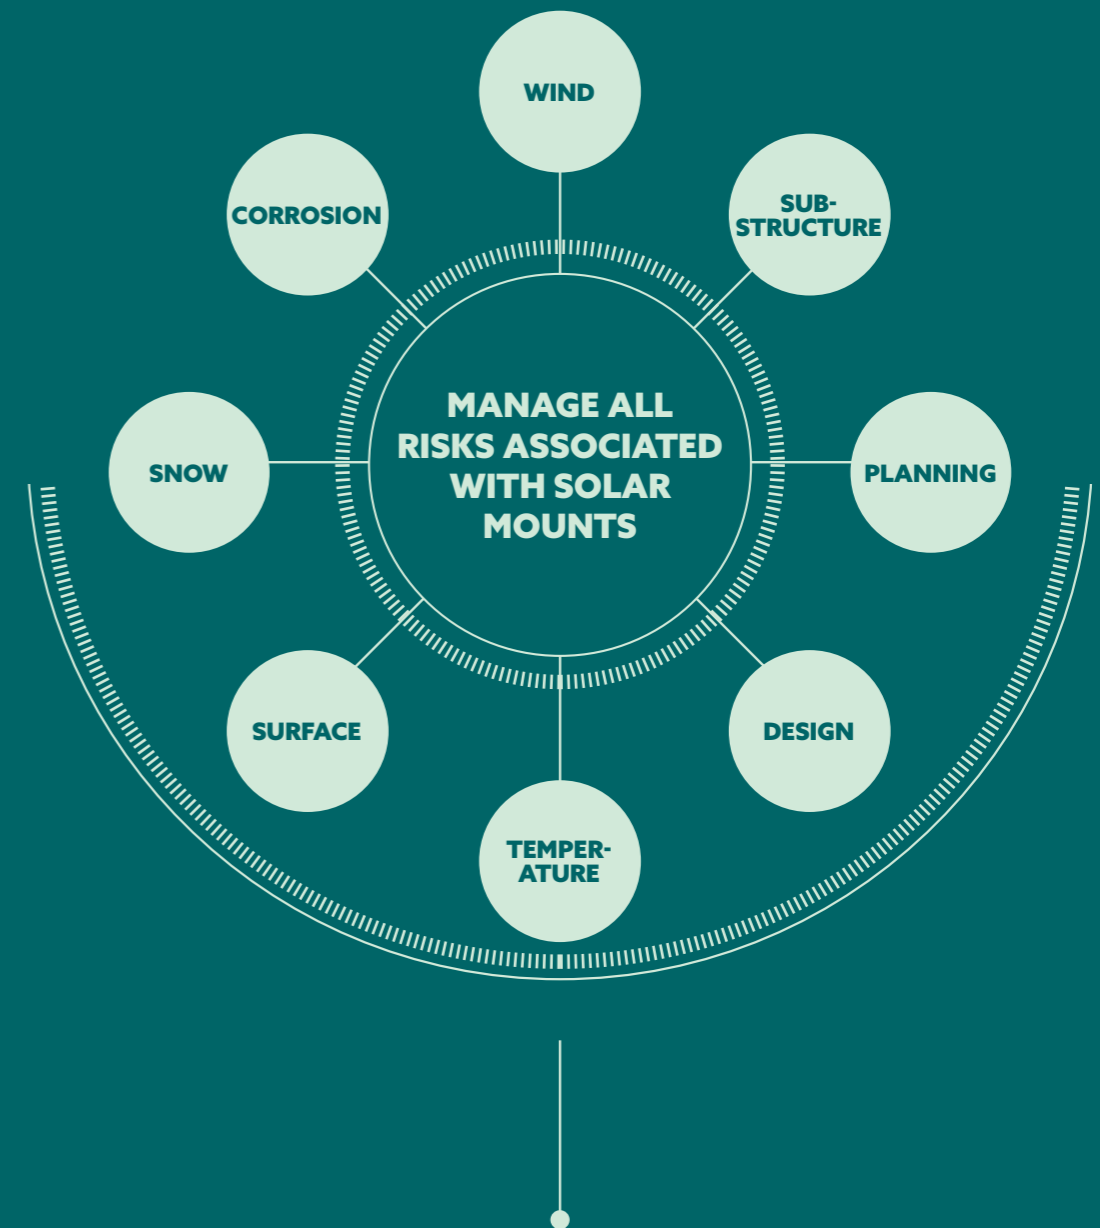 WIND
CORROSION
SUB-
STRUCTURE
MANAGE ALL
RISKS ASSOCIATED
WITH SOLAR
MOUNTS
SNOW
PLANNING
SURFACE
DESIGN
TEMPER-
ATURE